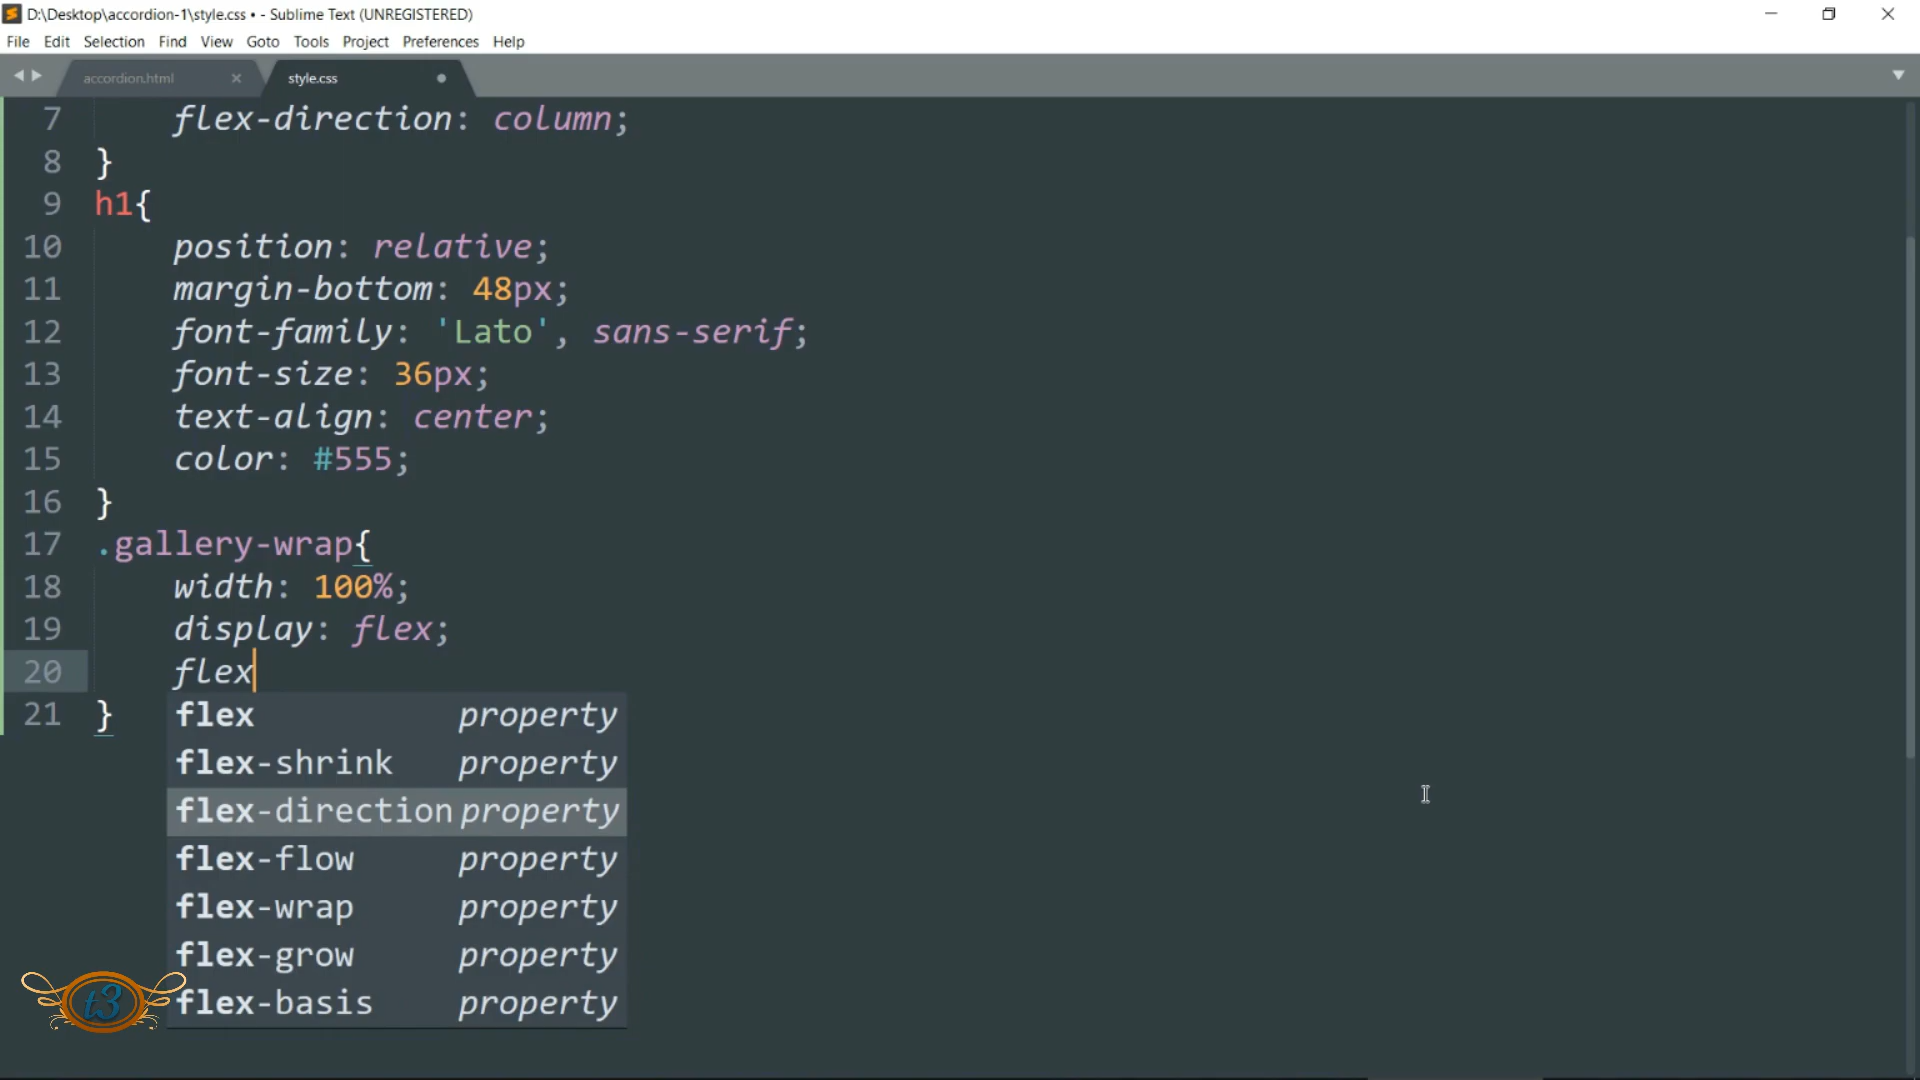 D:\Desktop\accordion-1\style.css • - Sublime Text (UNREGISTERED)
File Edit Selection Find View Goto Tools Project Preferences Help
accordion.html style.css
7 flex-direction: column;
8 }
9 h1{
10 position: relative;
11 margin-bottom: 48px;
12 font-family: 'Lato', sans-serif;
13 font-size: 36px;
14 text-align: center;
15 color: #555;
16 }
17 .gallery-wrap{
18 width: 100%;
19 display: flex;
20 flex
21 }
flex property
flex-shrink property
flex-direction property
flex-flow property
flex-wrap property
flex-grow property
flex-basis property
t3